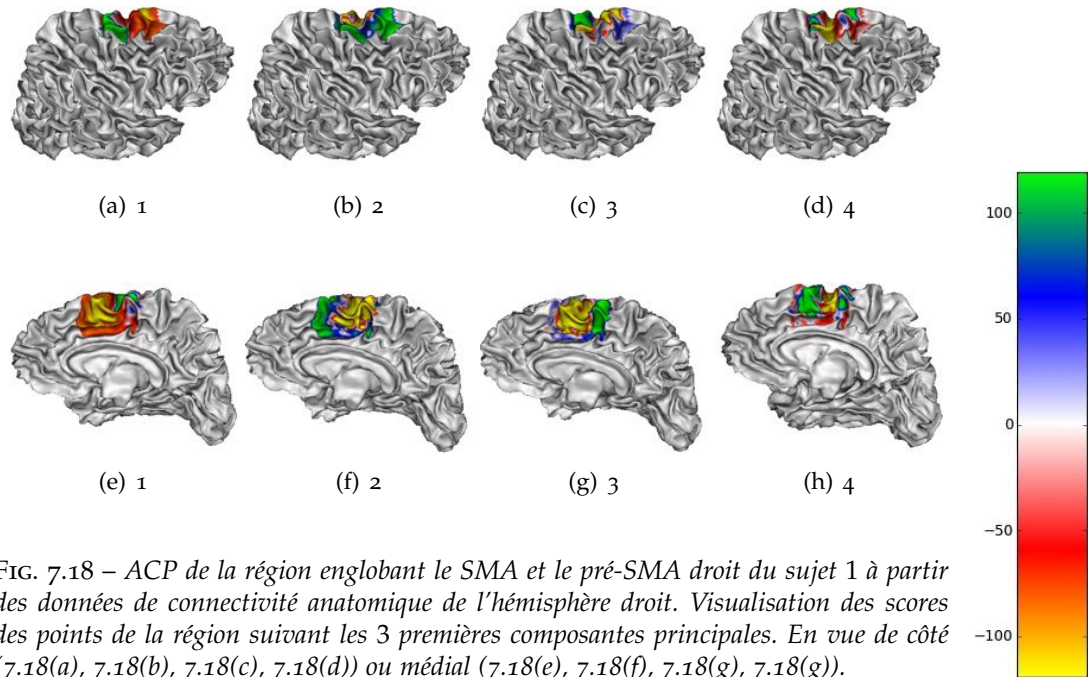 (a) 1
(b) 2
(c) 3
(d) 4
(e) 1
(f) 2
(g) 3
(h) 4
100
50
0
−50
−100
FIG. 7.18 – ACP de la région englobant le SMA et le pré-SMA droit du sujet 1 à partir
des données de connectivité anatomique de l'hémisphère droit. Visualisation des scores
des points de la région suivant les 3 premières composantes principales. En vue de côté
(7.18(a), 7.18(b), 7.18(c), 7.18(d)) ou médial (7.18(e), 7.18(f), 7.18(g), 7.18(g)).